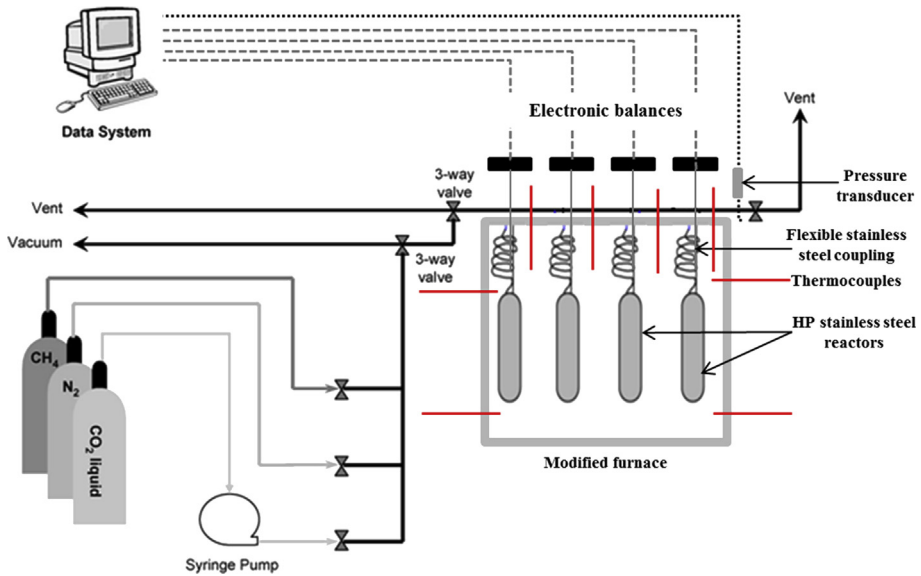 Data System
Electronic balances
Vent
3-way
valve
Pressure
transducer
Vent
Vacuum
3-way
valve
Flexible stainless
steel coupling
Thermocouples
HP stainless steel
reactors
CH4
N2
CO2 liquid
Modified furnace
Syringe Pump